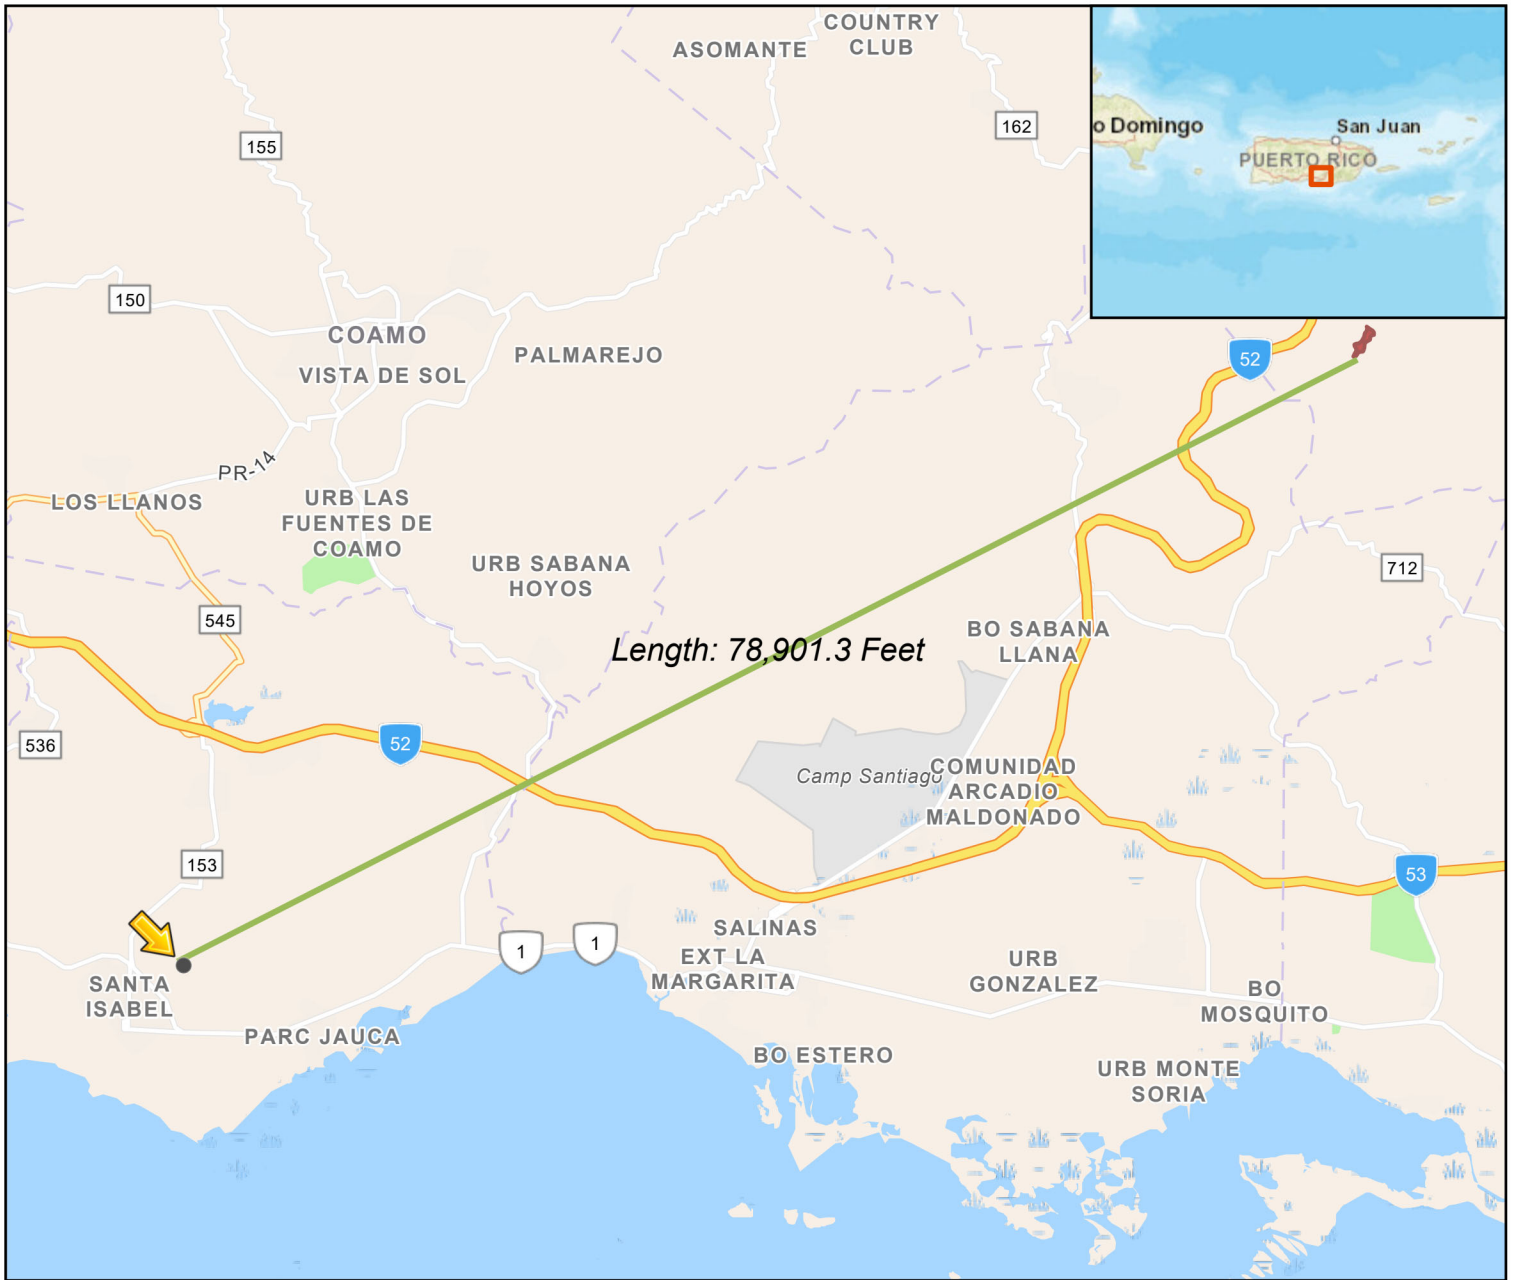 COUNTRY
CLUB
ASOMANTE
162
155
o Domingo
San Juan
PUERTO RICO
150
COAMO
VISTA DE SOL
PALMAREJO
52
PR-14
LOS LLANOS
URB LAS
FUENTES DE
COAMO
URB SABANA
HOYOS
712
545
BO SABANA
LLANA
Length: 78,901.3 Feet
536
52
Camp Santiago
COMUNIDAD
ARCADIO
MALDONADO
153
53
SALINAS
1
1
EXT LA
MARGARITA
URB
GONZALEZ
SANTA
ISABEL
BO
MOSQUITO
PARC JAUCA
BO ESTERO
URB MONTE
SORIA